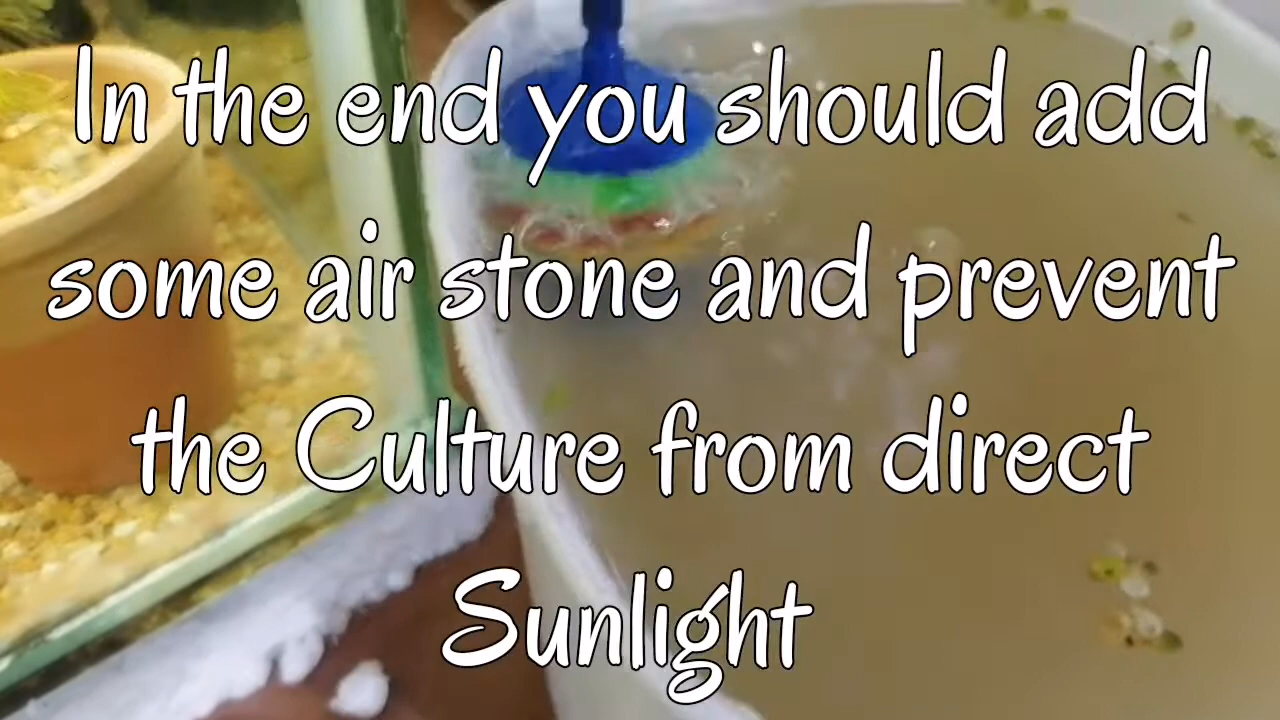 In the end you should add
some air stone and prevent
the Culture from direct
Sunlight